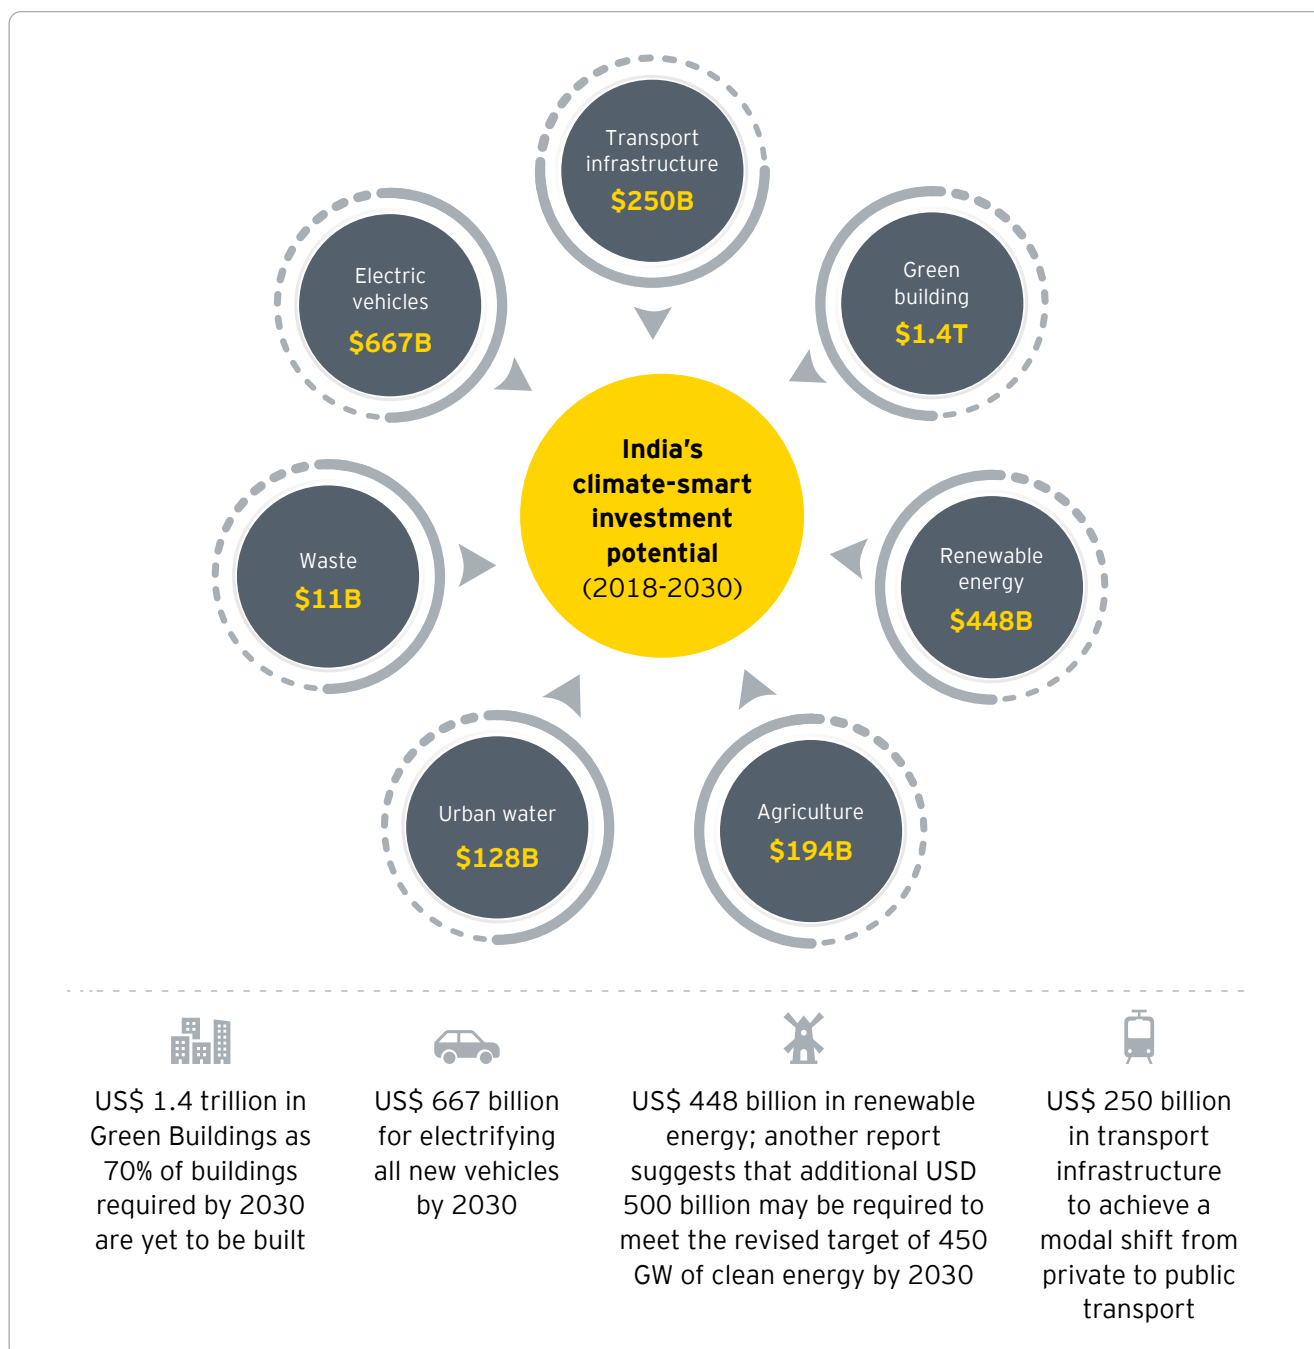 Transport
infrastructure
$250B
Electric
vehicles
$667B
Green
building
$1.4T
India's
climate-smart
investment
potential
(2018-2030)
Waste
$11B
Renewable
energy
$448B
Urban water
$128B
Agriculture
$194B
US$ 1.4 trillion in
Green Buildings as
70% of buildings
required by 2030
are yet to be built
US$ 667 billion
for electrifying
all new vehicles
by 2030
US$ 448 billion in renewable
energy; another report
suggests that additional USD
500 billion may be required to
meet the revised target of 450
GW of clean energy by 2030
US$ 250 billion
in transport
infrastructure
to achieve a
modal shift from
private to public
transport